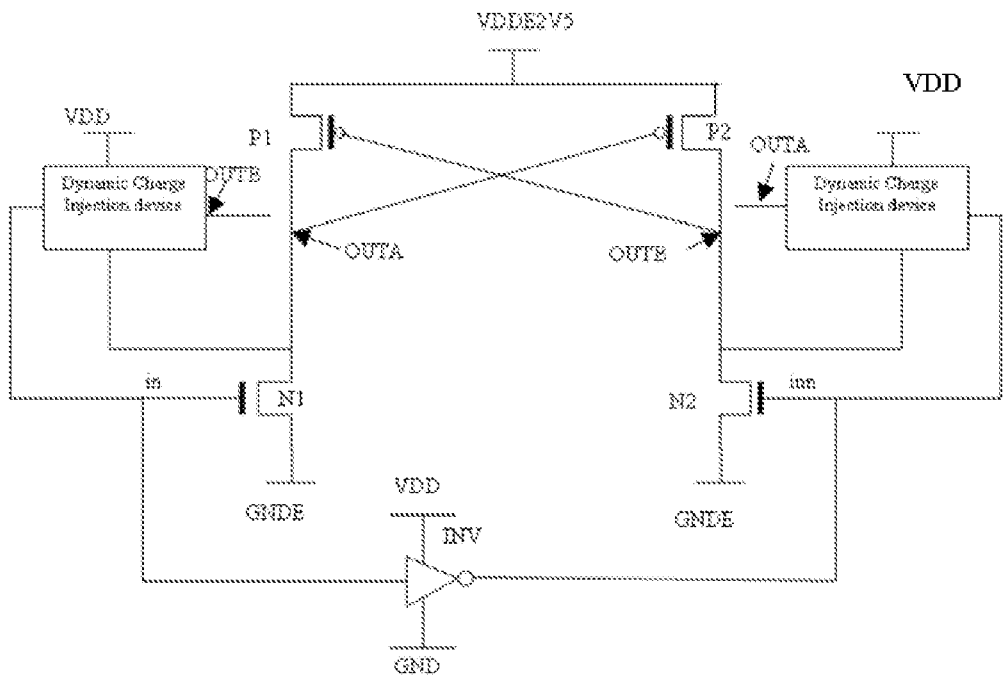 VDDE2V5
VDD
VDD
P1
P2
OUTA
OUTB
Dynamic Charge
Injection device
Dynamic Charge
Injection device
OUTA
OUTB
in
N1
N2
inn
GNDE
VDD
GNDE
INV
GND